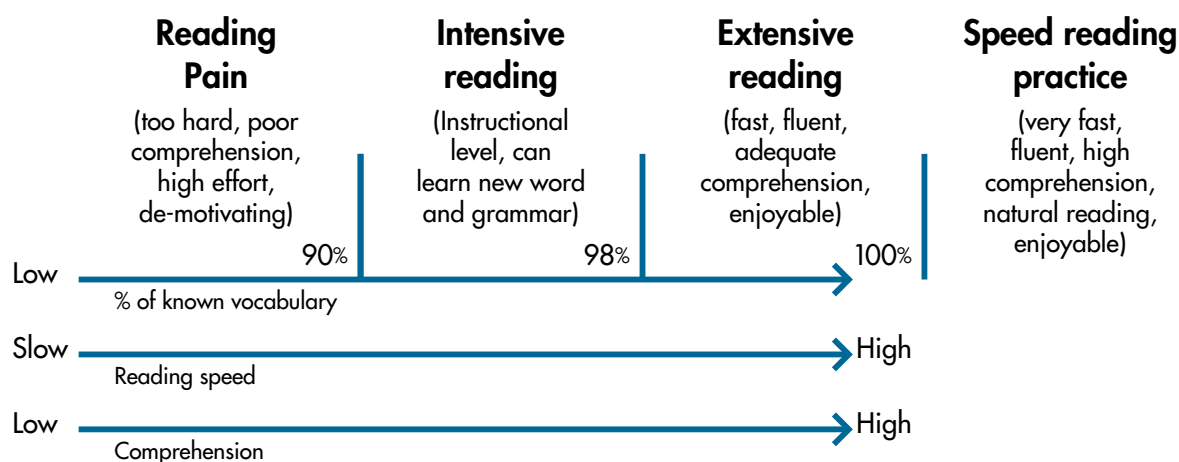 Reading
Pain
(too hard, poor
comprehension,
high effort,
de-motivating)
Intensive
reading
(Instructional
level, can
learn new word
and grammar)
Extensive
reading
(fast, fluent,
adequate
comprehension,
enjoyable)
Speed reading
practice
(very fast,
fluent, high
comprehension,
natural reading,
enjoyable)
90%
98%
100%
Low
% of known vocabulary
Slow
High
Reading speed
Low
High
Comprehension